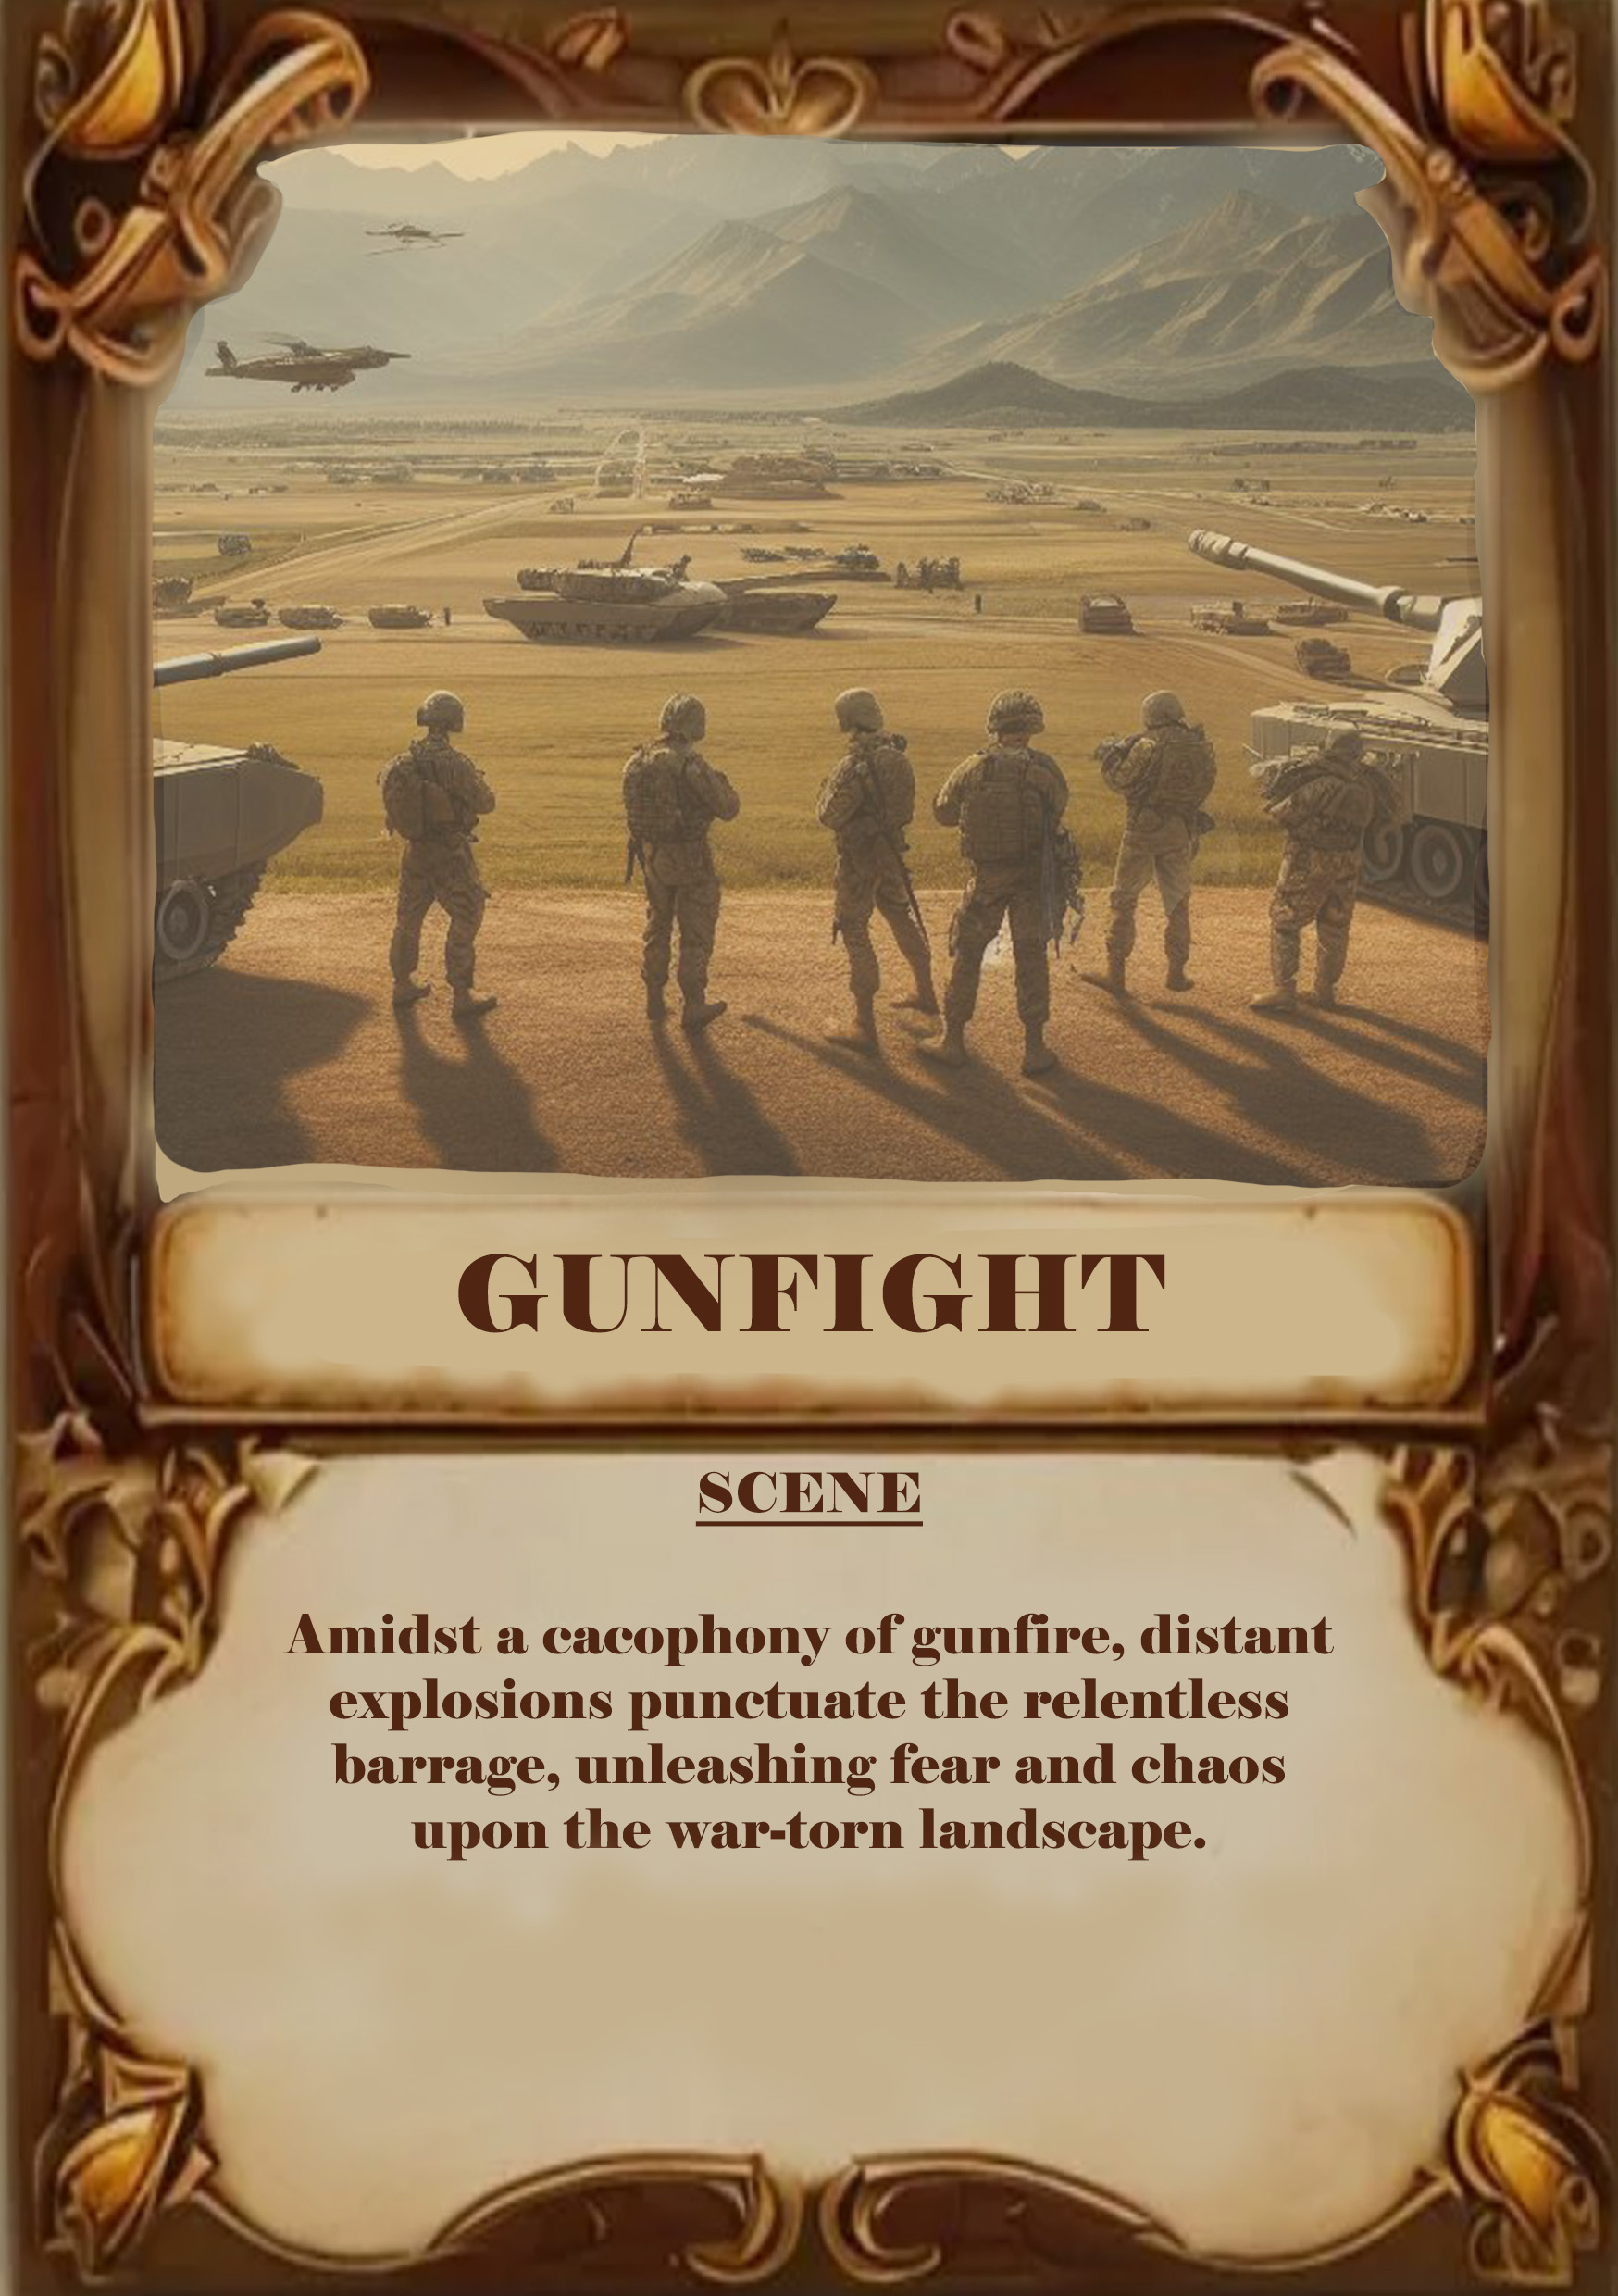 GUNFIGHT
SCENE
Amidst a cacophony of gunfire, distant
explosions punctuate the relentless
barrage, unleashing fear and chaos
upon the war-torn landscape.